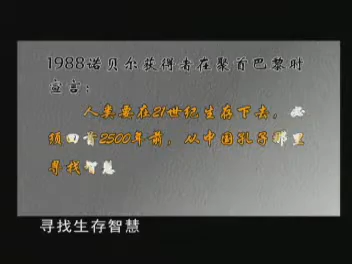 1988诺贝尔获得者在聚首巴黎时
宣言：
人类要在21世纪生存下去，必
须回首2500年前，从中国孔子那里
寻找智慧
寻找生存智慧